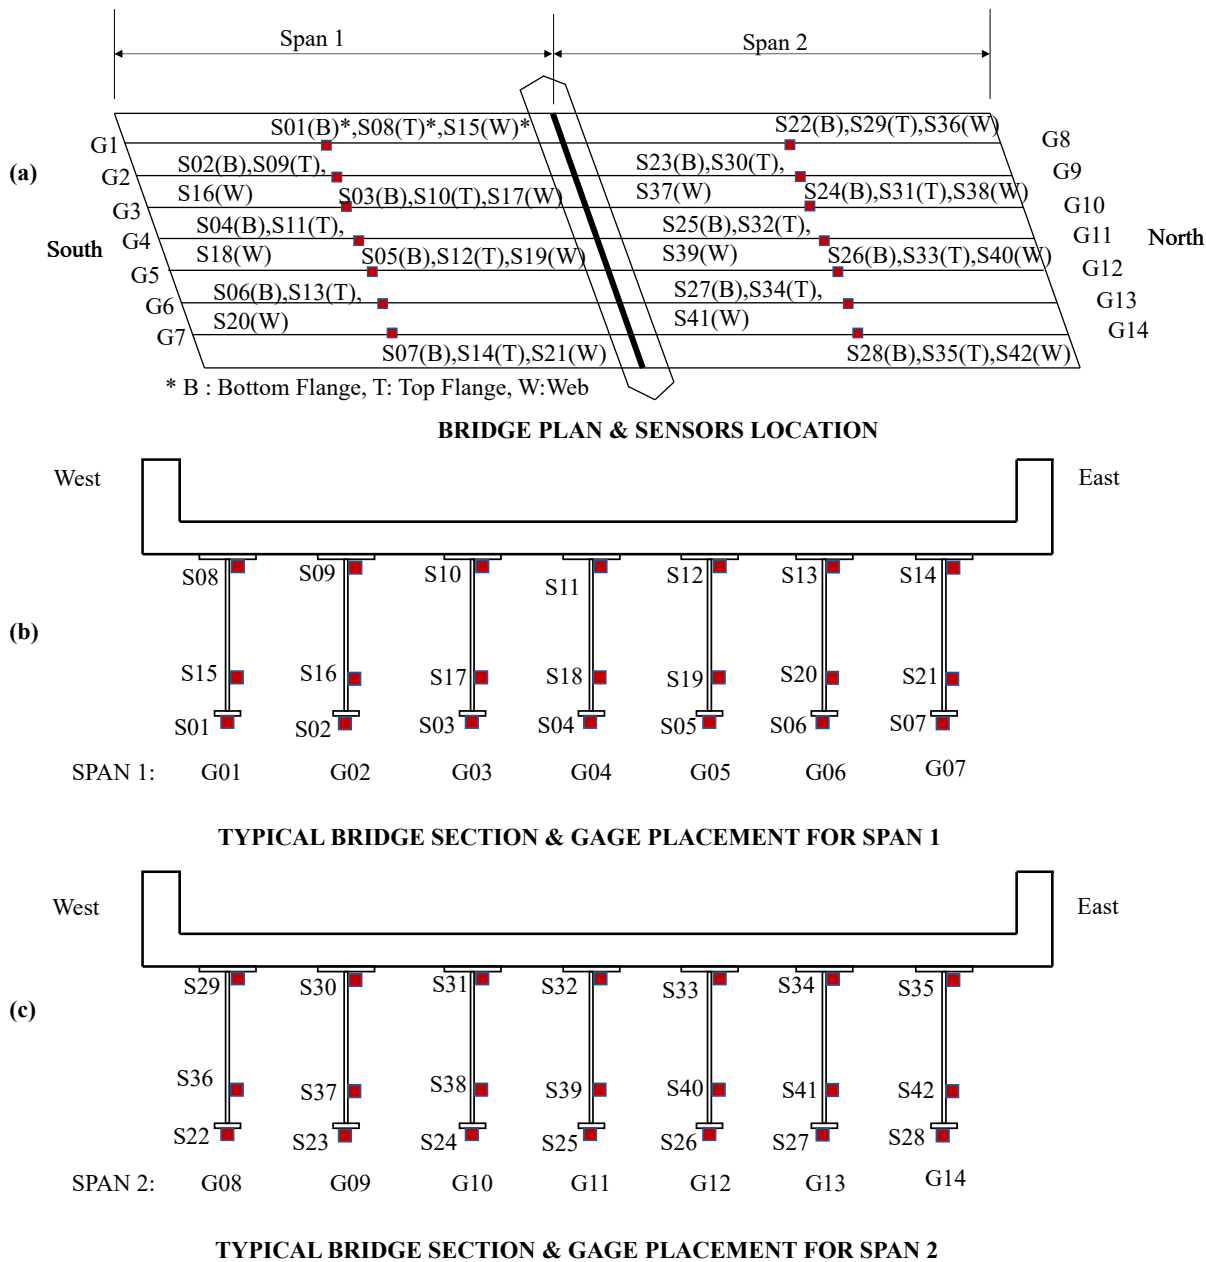 Span 1
Span 2
(a)
South
North
G1
S01(B)*,S08(T)*,S15(W)*
S22(B),S29(T),S36(W)
G8
G2
S02(B),S09(T),
S16(W)
S23(B),S30(T),
S37(W)
G9
G3
S03(B),S10(T),S17(W)
S24(B),S31(T),S38(W)
G10
G4
S04(B),S11(T),
S18(W)
S25(B),S32(T),
S39(W)
G11
G5
S05(B),S12(T),S19(W)
S26(B),S33(T),S40(W)
G12
G6
S06(B),S13(T),
S20(W)
S27(B),S34(T),
S41(W)
G13
G7
S07(B),S14(T),S21(W)
S28(B),S35(T),S42(W)
G14
* B : Bottom Flange, T: Top Flange, W:Web
BRIDGE PLAN & SENSORS LOCATION
West
East
(b)
S08 S09 S10 S11 S12 S13 S14
S15 S16 S17 S18 S19 S20 S21
S01 S02 S03 S04 S05 S06 S07
SPAN 1: G01 G02 G03 G04 G05 G06 G07
TYPICAL BRIDGE SECTION & GAGE PLACEMENT FOR SPAN 1
West
East
(c)
S29 S30 S31 S32 S33 S34 S35
S36 S37 S38 S39 S40 S41 S42
S22 S23 S24 S25 S26 S27 S28
SPAN 2: G08 G09 G10 G11 G12 G13 G14
TYPICAL BRIDGE SECTION & GAGE PLACEMENT FOR SPAN 2